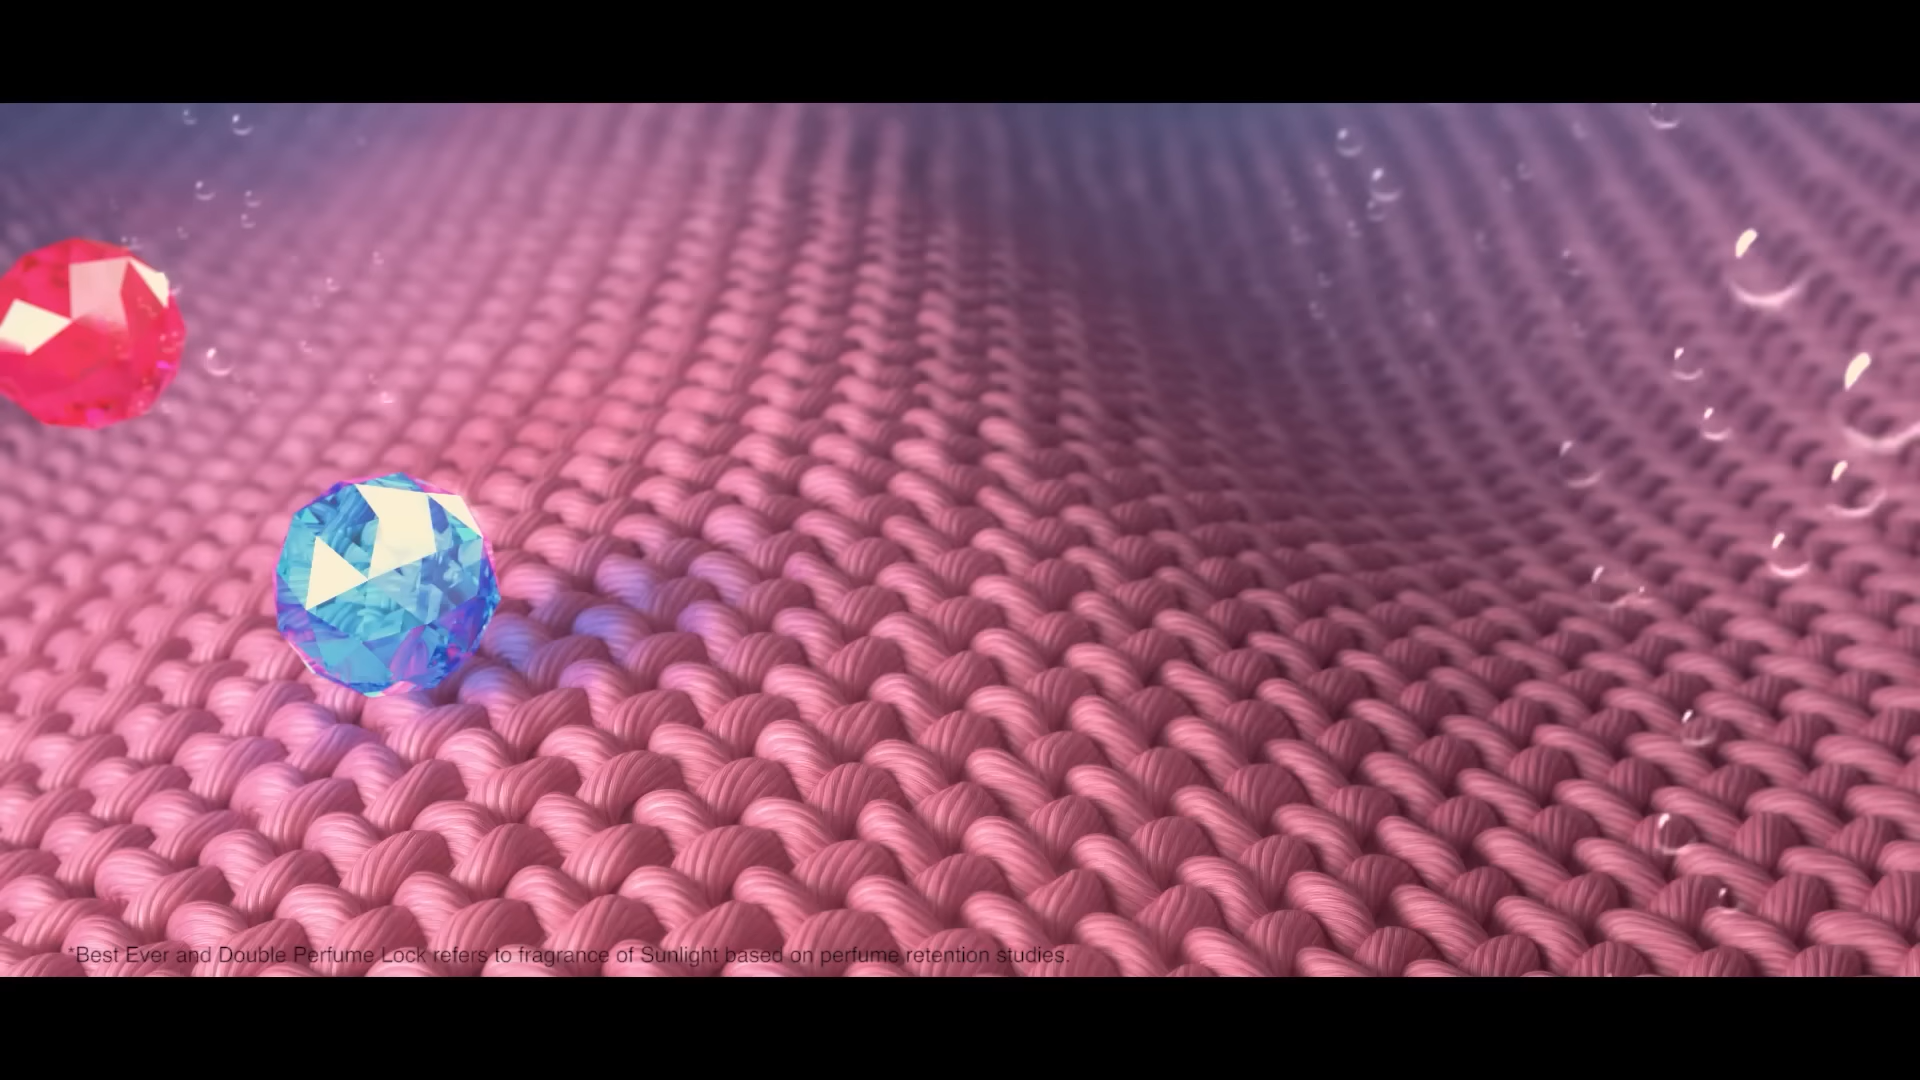 *Best Ever and Double Perfume Lock refers to fragrance of Sunlight based on perfume retention studies.